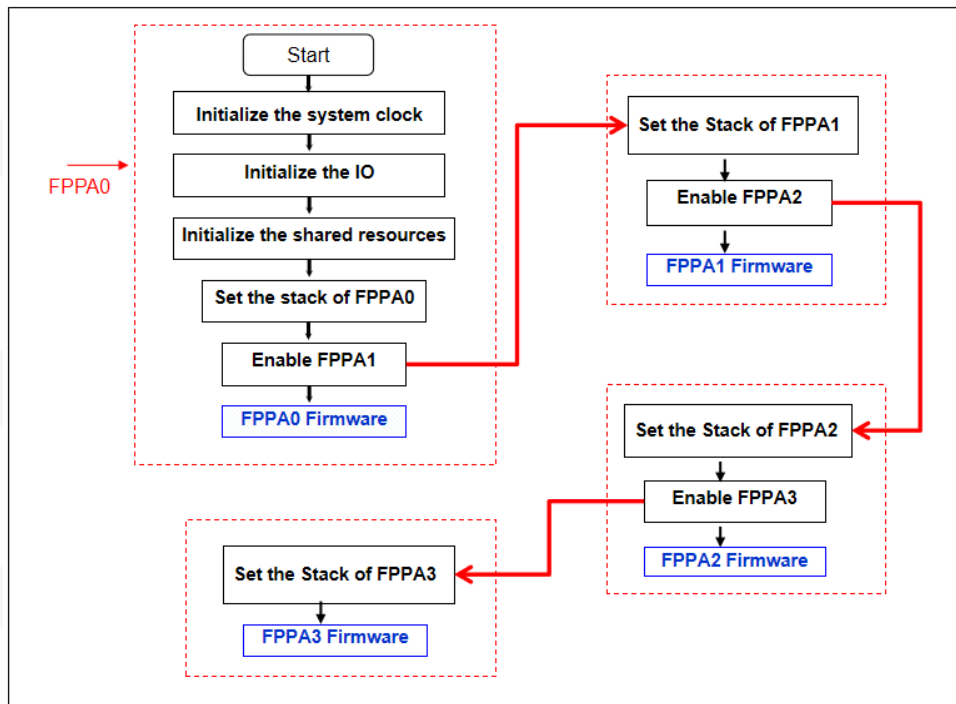 Start
Initialize the system clock
Initialize the IO
Initialize the shared resources
Set the stack of FPPA0
Enable FPPA1
FPPA0 Firmware
FPPA0
Set the Stack of FPPA1
Enable FPPA2
FPPA1 Firmware
Set the Stack of FPPA2
Enable FPPA3
FPPA2 Firmware
Set the Stack of FPPA3
FPPA3 Firmware